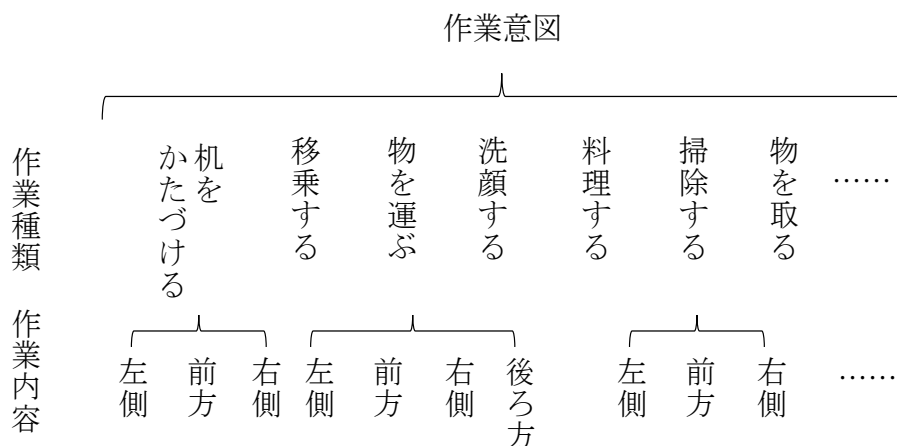 作業意図
作業種類
机を
かたづける
移乗する
物を運ぶ
洗顔する
料理する
掃除する
物を取る
……
作業内容
左側
前方
右側
左側
前方
右側
後ろ方
左側
前方
右側
……